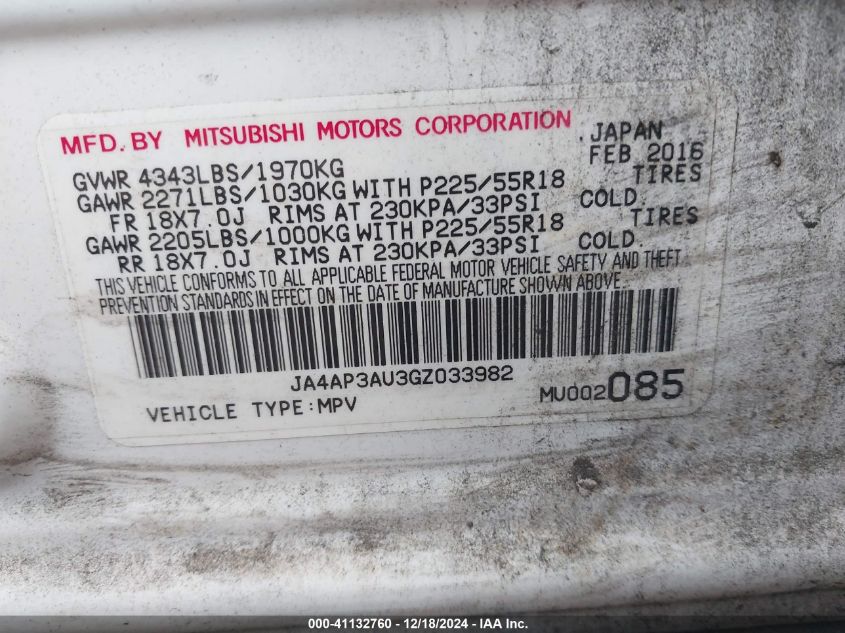 MFD. BY MITSUBISHI MOTORS CORPORATION , JAPAN
GVWR 4343LBS/1970KG FEB 2016
GAWR 2271LBS/1030KG WITH P225/55R18 TIRES
FR 18X7.0J RIMS AT 230KPA/33PSI COLD.
GAWR 2205LBS/1000KG WITH P225/55R18 TIRES
RR 18X7.0J RIMS AT 230KPA/33PSI COLD.
THIS VEHICLE CONFORMS TO ALL APPLICABLE FEDERAL MOTOR VEHICLE SAFETY AND THEFT
PREVENTION STANDARDS IN EFFECT ON THE DATE OF MANUFACTURE SHOWN ABOVE.
JA4AP3AU3GZ033982
VEHICLE TYPE:MPV MU002085
000-41132760 - 12/18/2024 - IAA Inc.